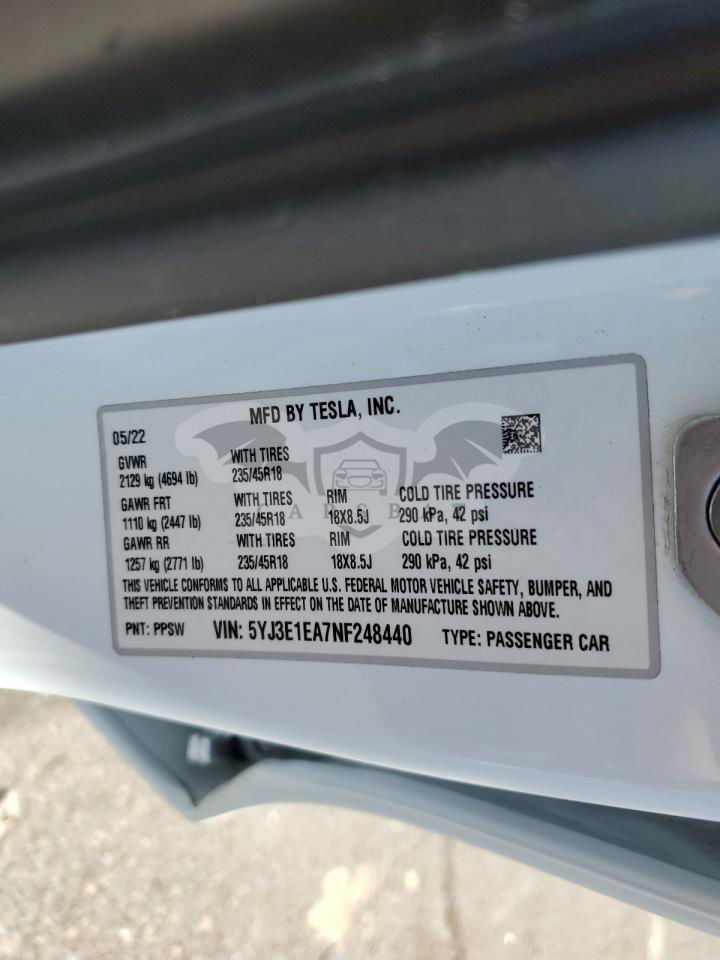 MFD BY TESLA, INC.
05/22
GVWR WITH TIRES
2129 kg (4694 lb) 235/45R18
GAWR FRT WITH TIRES RIM COLD TIRE PRESSURE
1110 kg (2447 lb) 235/45R18 18X8.5J 290 kPa, 42 psi
GAWR RR WITH TIRES RIM COLD TIRE PRESSURE
1257 kg (2771 lb) 235/45R18 18X8.5J 290 kPa, 42 psi
THIS VEHICLE CONFORMS TO ALL APPLICABLE U.S. FEDERAL MOTOR VEHICLE SAFETY, BUMPER, AND
THEFT PREVENTION STANDARDS IN EFFECT ON THE DATE OF MANUFACTURE SHOWN ABOVE.
PNT: PPSW VIN: 5YJ3E1EA7NF248440 TYPE: PASSENGER CAR